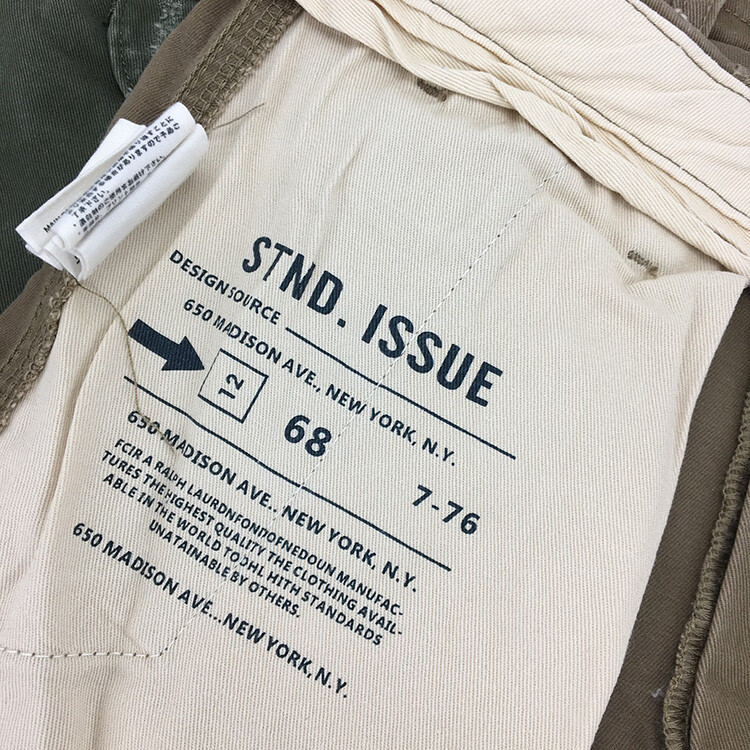 STND. ISSUE
DESIGN SOURCE
650 MADISON AVE., NEW YORK, N.Y.
12
68
7-76
650 MADISON AVE.. NEW YORK, N.Y.
FCIR A RALPH LAURDNFONDOFNEDOUN MANUFAC-
TURES THE HIGHEST QUALITY THE CLOTHING AVAIL-
ABLE IN THE WORLD TOJHL HITH STANDARDS
UNATAINABLE BY OTHERS.
650 MADISON AVE...NEW YORK, N.Y.